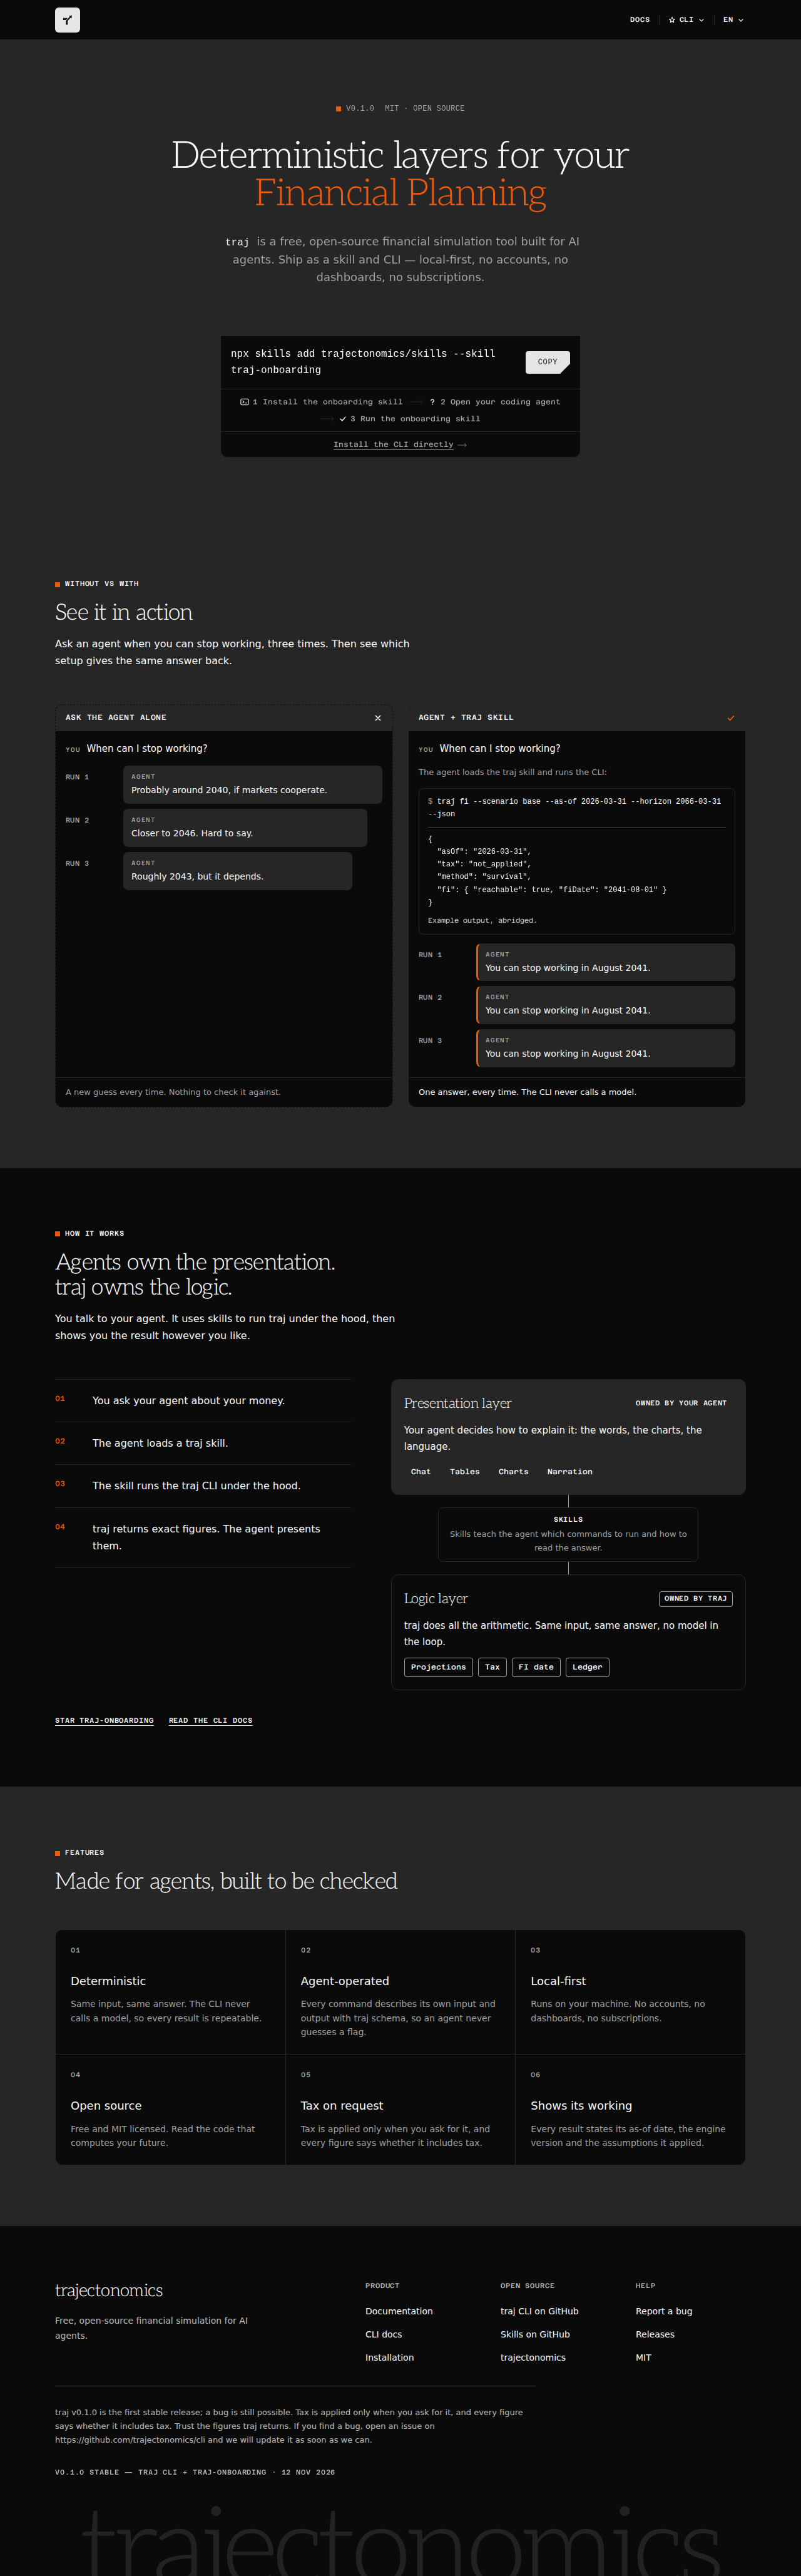 DOCS
CLI
EN
V0.1.0 MIT · OPEN SOURCE
Deterministic layers for your
Financial Planning
traj is a free, open-source financial simulation tool built for AI
agents. Ship as a skill and CLI — local-first, no accounts, no
dashboards, no subscriptions.
npx skills add trajectonomics/skills --skill
traj-onboarding
COPY
1 Install the onboarding skill
? 2 Open your coding agent
3 Run the onboarding skill
Install the CLI directly
WITHOUT VS WITH
See it in action
Ask an agent when you can stop working, three times. Then see which
setup gives the same answer back.
ASK THE AGENT ALONE
YOU When can I stop working?
RUN 1
AGENT
Probably around 2040, if markets cooperate.
RUN 2
AGENT
Closer to 2046. Hard to say.
RUN 3
AGENT
Roughly 2043, but it depends.
A new guess every time. Nothing to check it against.
AGENT + TRAJ SKILL
YOU When can I stop working?
The agent loads the traj skill and runs the CLI:
$ traj fi --scenario base --as-of 2026-03-31 --horizon 2066-03-31
--json
{
"asOf": "2026-03-31",
"tax": "not_applied",
"method": "survival",
"fi": { "reachable": true, "fiDate": "2041-08-01" }
}
Example output, abridged.
RUN 1
AGENT
You can stop working in August 2041.
RUN 2
AGENT
You can stop working in August 2041.
RUN 3
AGENT
You can stop working in August 2041.
One answer, every time. The CLI never calls a model.
HOW IT WORKS
Agents own the presentation.
traj owns the logic.
You talk to your agent. It uses skills to run traj under the hood, then
shows you the result however you like.
01 You ask your agent about your money.
02 The agent loads a traj skill.
03 The skill runs the traj CLI under the hood.
04 traj returns exact figures. The agent presents
them.
Presentation layer
OWNED BY YOUR AGENT
Your agent decides how to explain it: the words, the charts, the
language.
Chat Tables Charts Narration
SKILLS
Skills teach the agent which commands to run and how to
read the answer.
Logic layer
OWNED BY TRAJ
traj does all the arithmetic. Same input, same answer, no model in
the loop.
Projections Tax FI date Ledger
STAR TRAJ-ONBOARDING READ THE CLI DOCS
FEATURES
Made for agents, built to be checked
01
Deterministic
Same input, same answer. The CLI never
calls a model, so every result is repeatable.
02
Agent-operated
Every command describes its own input and
output with traj schema, so an agent never
guesses a flag.
03
Local-first
Runs on your machine. No accounts, no
dashboards, no subscriptions.
04
Open source
Free and MIT licensed. Read the code that
computes your future.
05
Tax on request
Tax is applied only when you ask for it, and
every figure says whether it includes tax.
06
Shows its working
Every result states its as-of date, the engine
version and the assumptions it applied.
trajectonomics
Free, open-source financial simulation for AI
agents.
PRODUCT
Documentation
CLI docs
Installation
OPEN SOURCE
traj CLI on GitHub
Skills on GitHub
trajectonomics
HELP
Report a bug
Releases
MIT
traj v0.1.0 is the first stable release; a bug is still possible. Tax is applied only when you ask for it, and every figure
says whether it includes tax. Trust the figures traj returns. If you find a bug, open an issue on
https://github.com/trajectonomics/cli and we will update it as soon as we can.
V0.1.0 STABLE — TRAJ CLI + TRAJ-ONBOARDING · 12 NOV 2026
trajectonomics